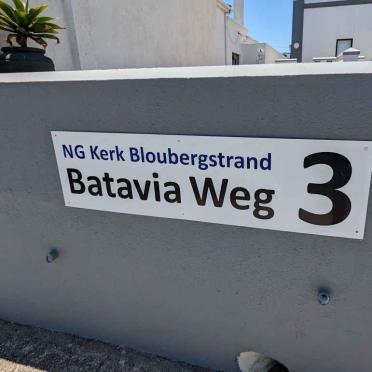 NG Kerk Bloubergstrand
Batavia Weg 3